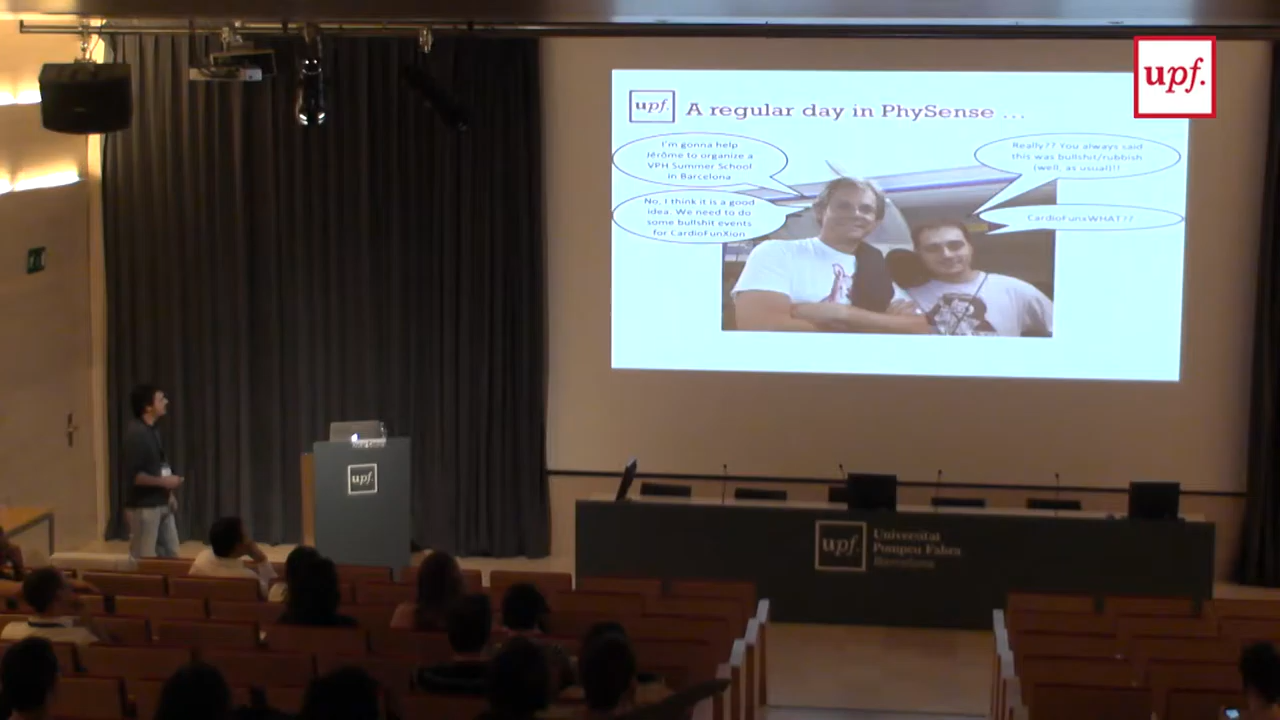 upf.
upf.
A regular day in PhySense ...
I'm gonna help
Jérôme to organize a
VPH Summer School
in Barcelona
Really?? You always said
this was bullshit/rubbish
(well, as usual)!!
No, I think it is a good
idea. We need to do
some bullshit events
for CardioFunXion
CardioFunxWHAT??
upf.
upf.
Universitat
Pompeu Fabra
Barcelona